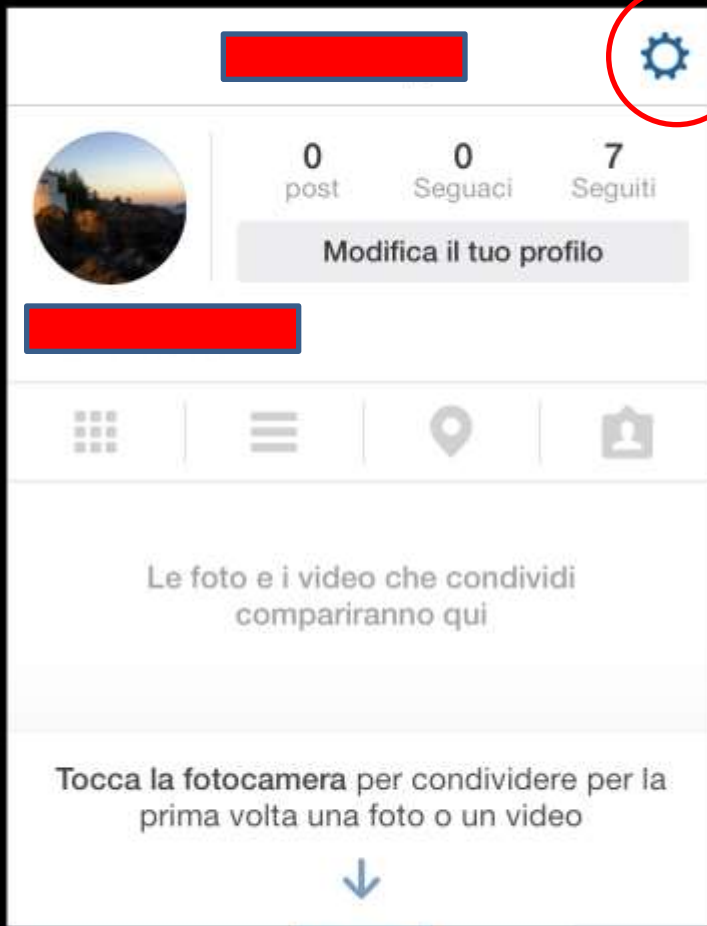 0 0 7
post Seguaci Seguiti
Modifica il tuo profilo
Le foto e i video che condividi
compariranno qui
Tocca la fotocamera per condividere per la
prima volta una foto o un video